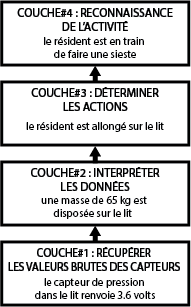 COUCHE#4 : RECONNAISSANCE
DE L'ACTIVITÉ
le résident est en train
de faire une sieste
COUCHE#3 : DÉTERMINER
LES ACTIONS
le résident est allongé sur le lit
COUCHE#2 : INTERPRÉTER
LES DONNÉES
une masse de 65 kg est
disposée sur le lit
COUCHE#1 : RÉCUPÉRER
LES VALEURS BRUTES DES CAPTEURS
le capteur de pression
dans le lit renvoie 3.6 volts